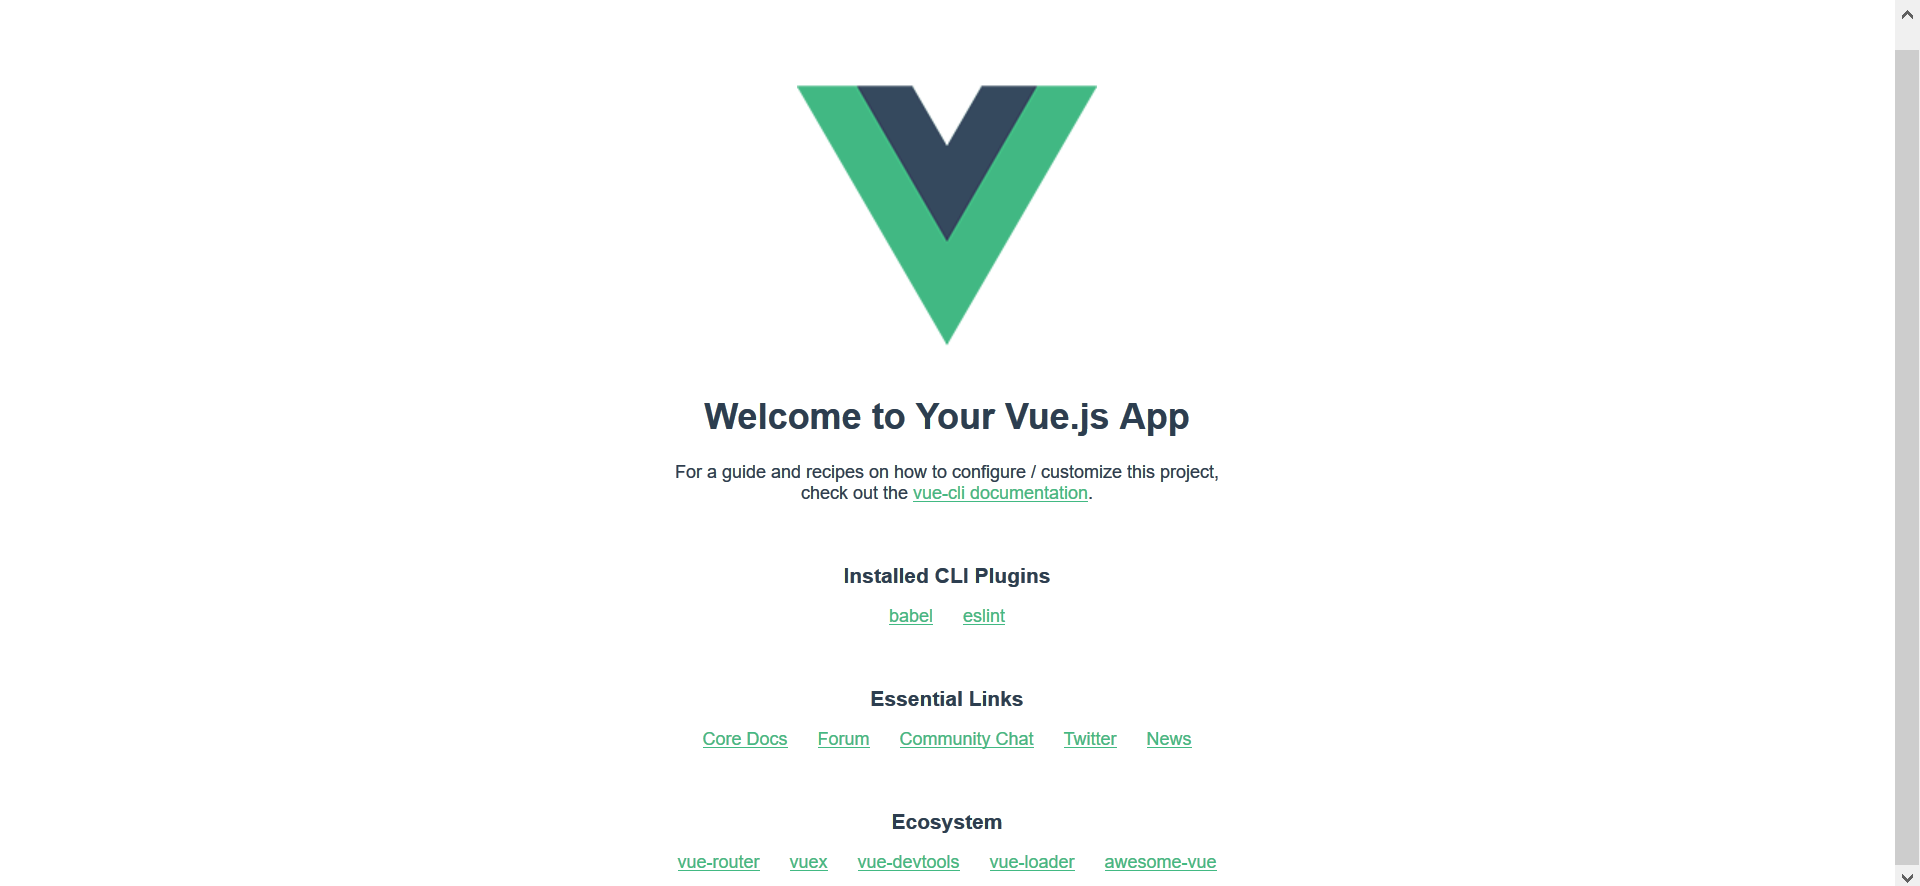 Welcome to Your Vue.js App
For a guide and recipes on how to configure / customize this project,
check out the vue-cli documentation.
Installed CLI Plugins
babel eslint
Essential Links
Core Docs Forum Community Chat Twitter News
Ecosystem
vue-router vuex vue-devtools vue-loader awesome-vue